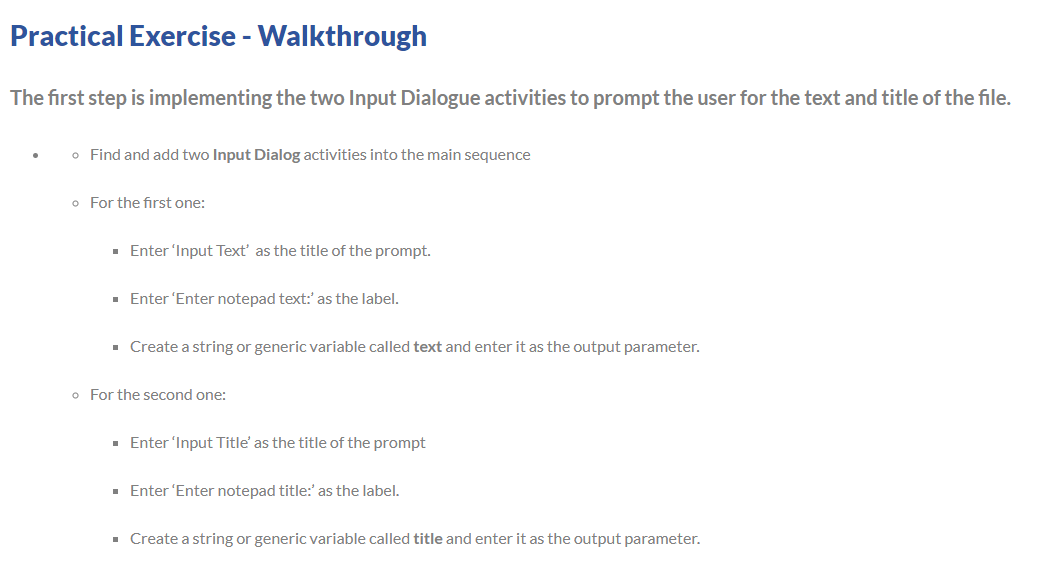 Practical Exercise - Walkthrough
The first step is implementing the two Input Dialogue activities to prompt the user for the text and title of the file.
Find and add two Input Dialog activities into the main sequence
For the first one:
Enter ‘Input Text’  as the title of the prompt.
Enter ‘Enter notepad text:’ as the label.
Create a string or generic variable called text and enter it as the output parameter.
For the second one:
Enter ‘Input Title’ as the title of the prompt
Enter ‘Enter notepad title:’ as the label.
Create a string or generic variable called title and enter it as the output parameter.